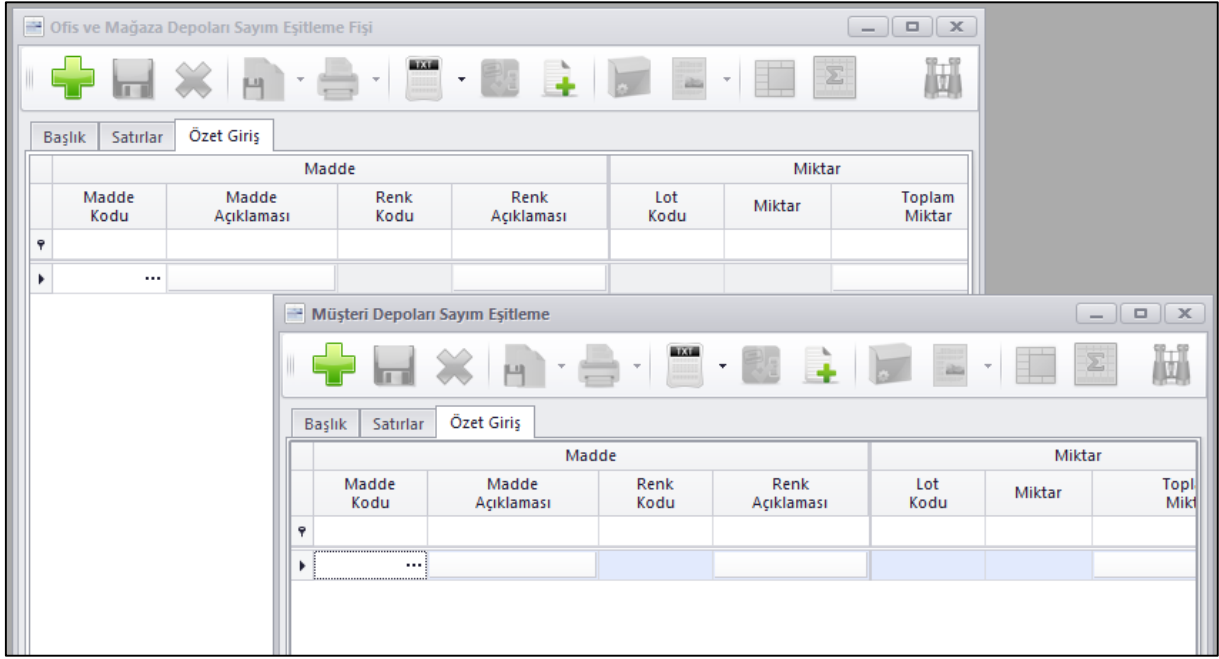 Ofis ve Mağaza Depoları Sayım Eşitleme Fişi
TXT
Başlık Satırlar Özet Giriş
Madde Miktar
Madde Kodu Madde Açıklaması Renk Kodu Renk Açıklaması Lot Kodu Miktar Toplam Miktar
...
Müşteri Depoları Sayım Eşitleme
TXT
Başlık Satırlar Özet Giriş
Madde Miktar
Madde Kodu Madde Açıklaması Renk Kodu Renk Açıklaması Lot Kodu Miktar Topl Mikt
...